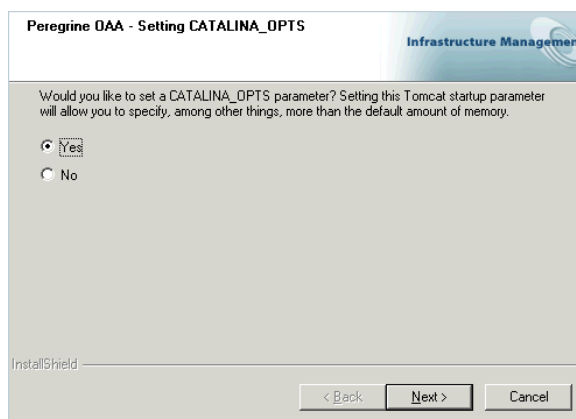 Peregrine OAA - Setting CATALINA_OPTS
Infrastructure Managemen
Would you like to set a CATALINA_OPTS parameter? Setting this Tomcat startup parameter
will allow you to specify, among other things, more than the default amount of memory.
Yes
No
InstallShield
< Back
Next >
Cancel